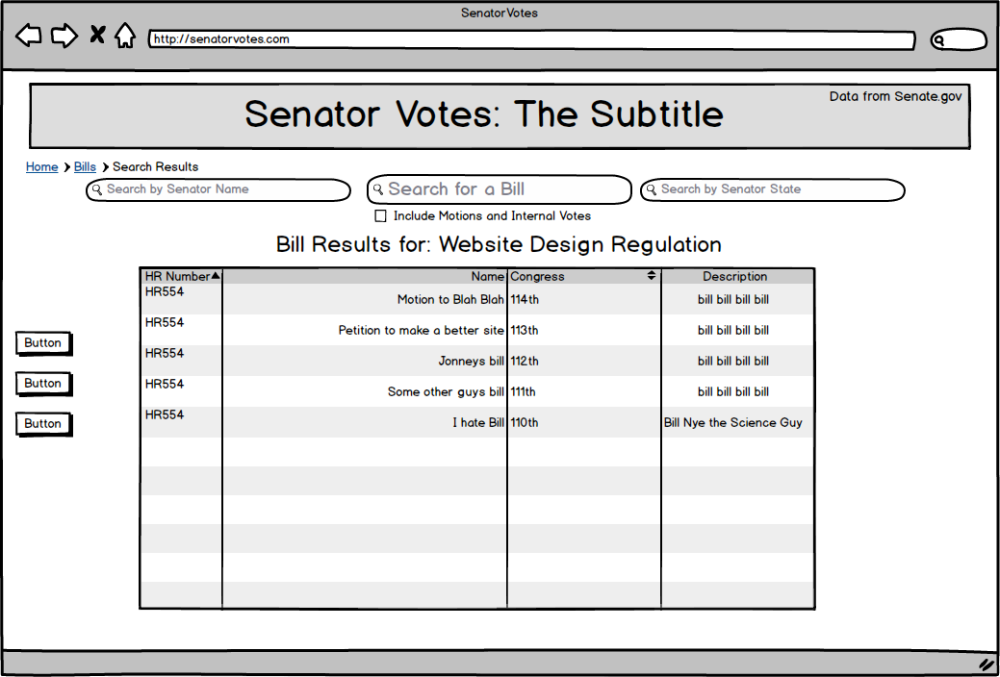 SenatorVotes
http://senatorvotes.com
Data from Senate.gov
Senator Votes: The Subtitle
Home Bills Search Results
Search by Senator Name Search for a Bill Search by Senator State
Include Motions and Internal Votes
Bill Results for: Website Design Regulation
HR Number Name Congress Description
HR554 Motion to Blah Blah 114th bill bill bill bill
HR554 Petition to make a better site 113th bill bill bill bill
Button
HR554 Jonneys bill 112th bill bill bill bill
Button
HR554 Some other guys bill 111th bill bill bill bill
Button
HR554 I hate Bill 110th Bill Nye the Science Guy